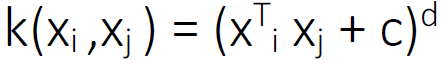 k(xᵢ ,xⱼ ) = (xᵀᵢ xⱼ + c)ᵈ